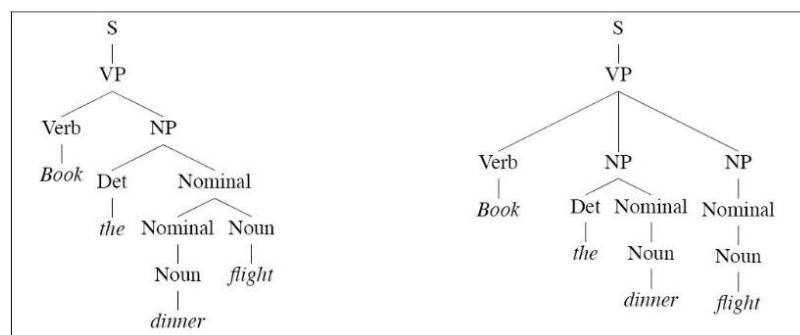 S S
VP VP
Verb NP Verb NP NP
Book Det Nominal Book Det Nominal Nominal
the Nominal Noun the Noun Noun
Noun flight dinner flight
dinner